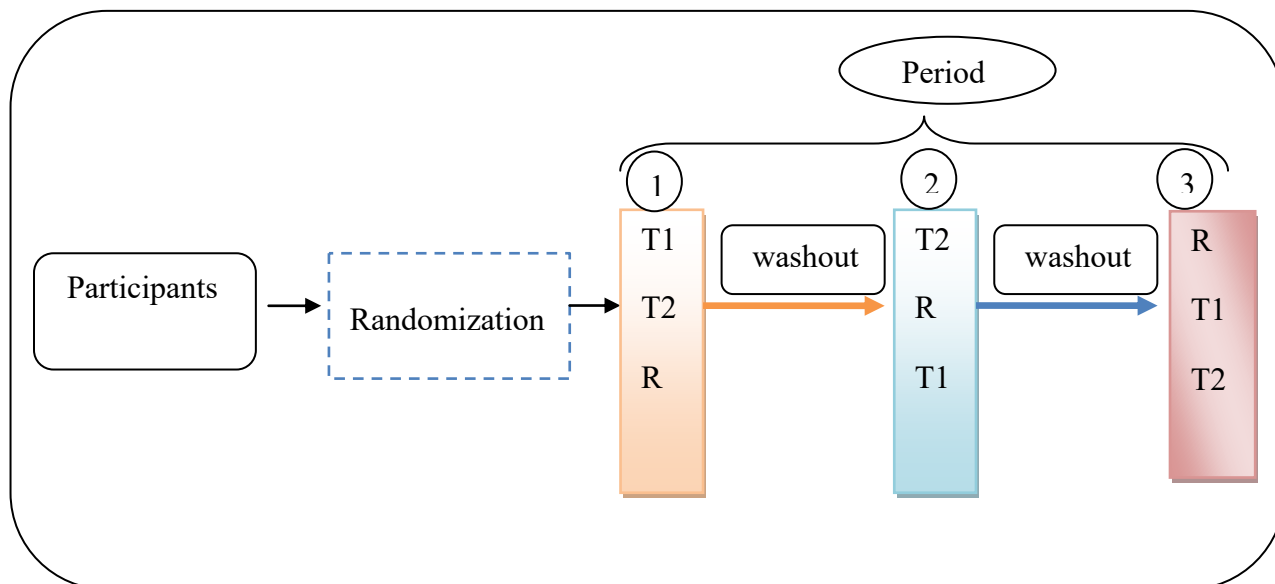 Period
1
2
3
T1
washout
T2
washout
R
Participants
Randomization
T2
R
T1
R
T1
T2